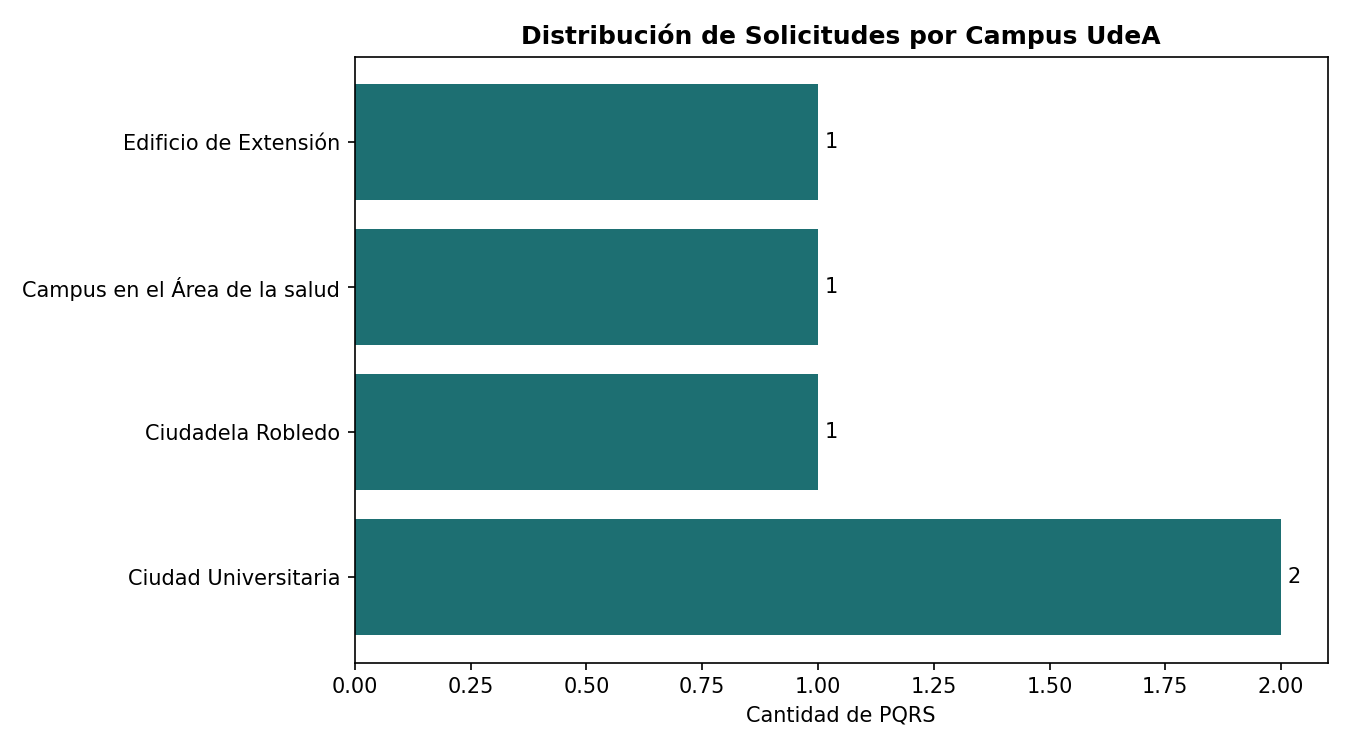 Distribución de Solicitudes por Campus UdeA
Edificio de Extensión
1
Campus en el Área de la salud
1
Ciudadela Robledo
1
Ciudad Universitaria
2
0.00 0.25 0.50 0.75 1.00 1.25 1.50 1.75 2.00
Cantidad de PQRS